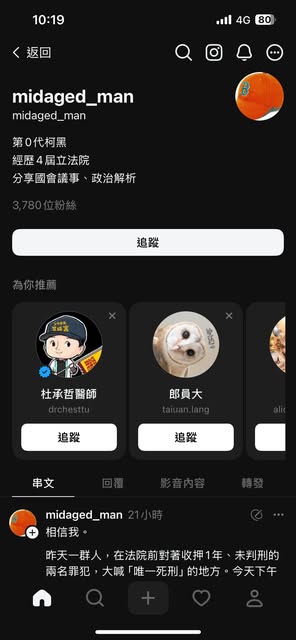 10:19
4G
80
返回
midaged_man
midaged_man
第0代柯黑
經歷4屆立法院
分享國會議事、政治解析
3,780位粉絲
追蹤
為你推薦
杜承哲醫師
drchesttu
追蹤
郎員大
taiuan.lang
追蹤
alic
串文
回覆
影音內容
轉發
midaged_man 21小時
相信我。
昨天一群人，在法院前對著收押1年、未判刑的
兩名罪犯，大喊「唯一死刑」的地方。今天下午